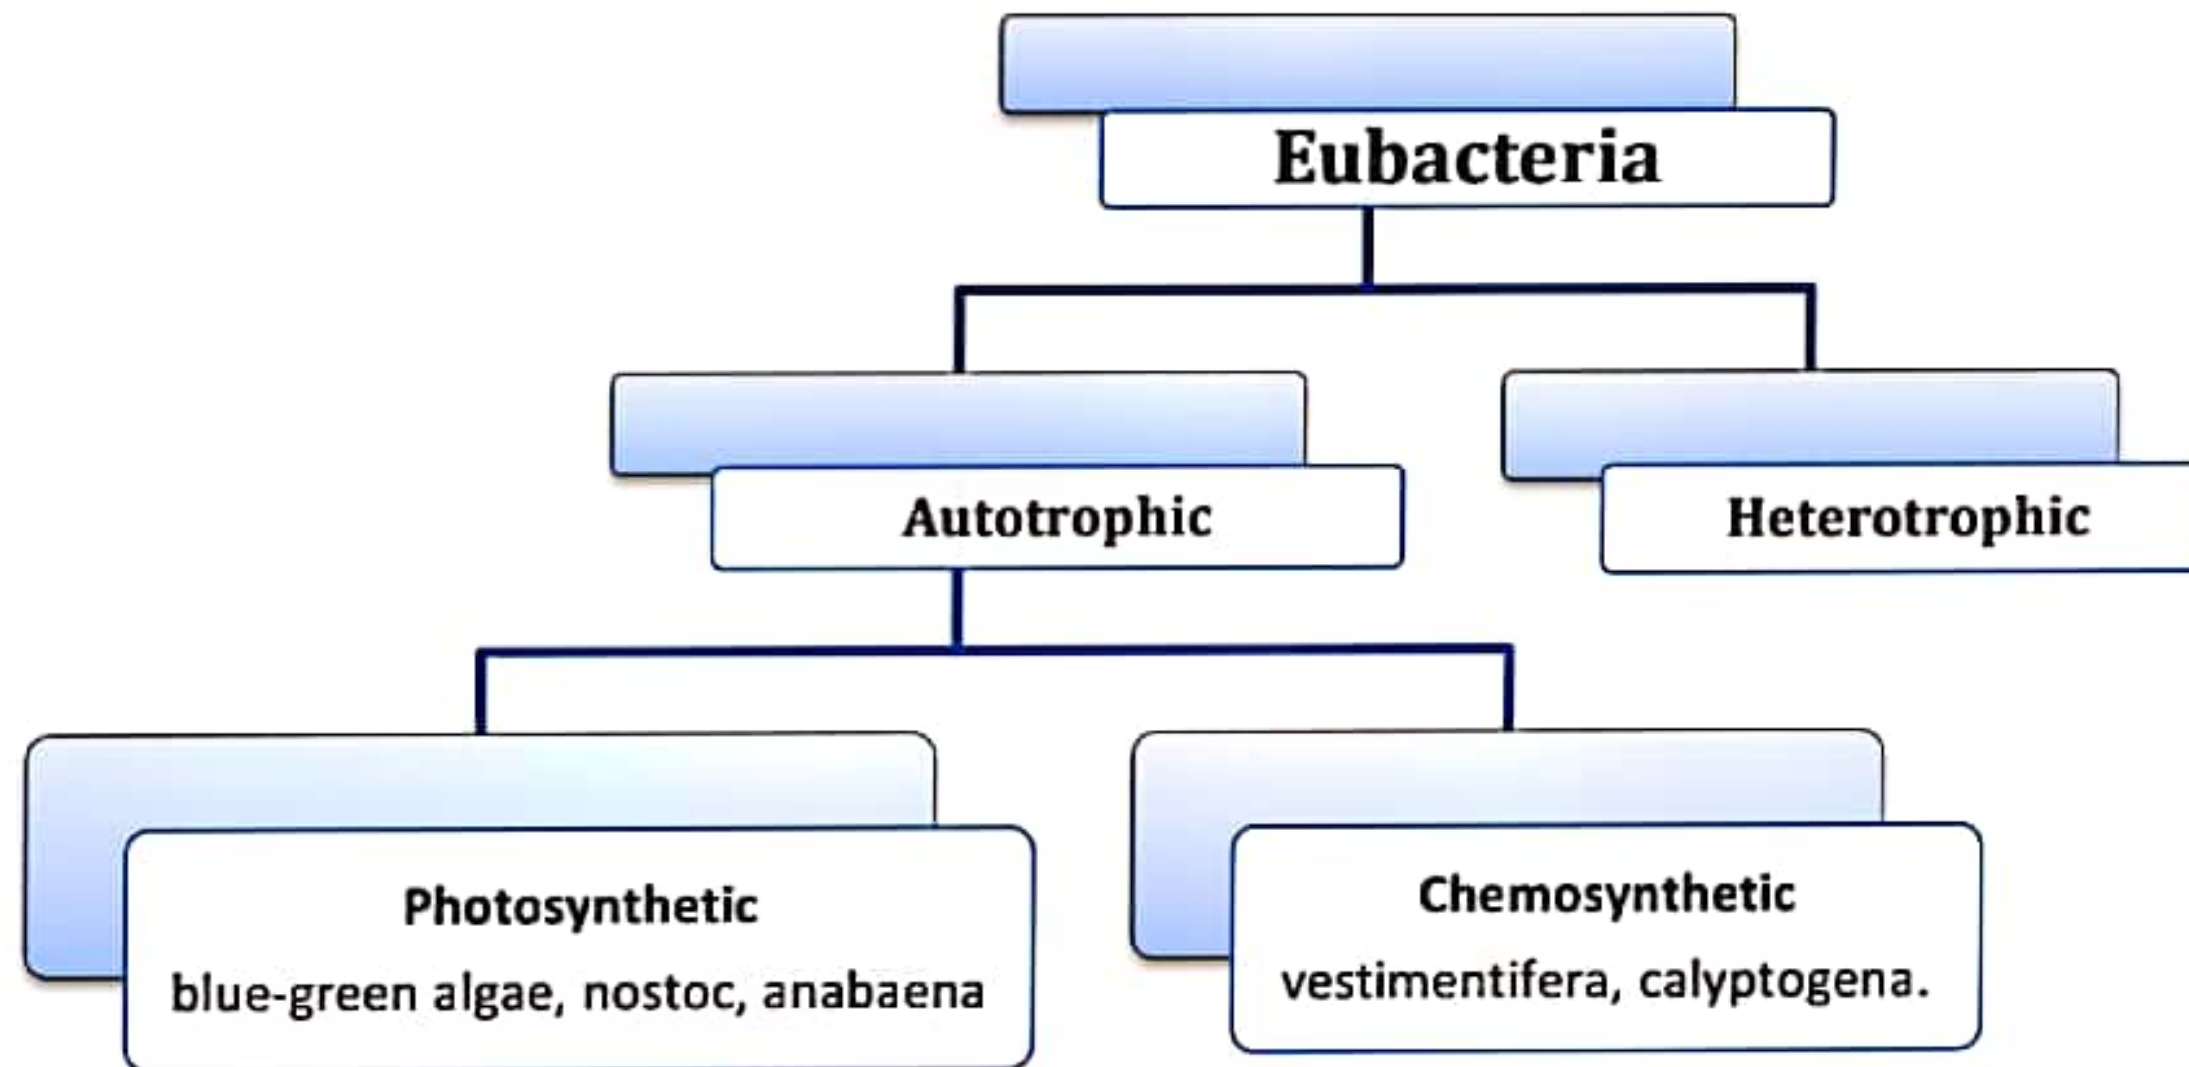 Eubacteria
Autotrophic
Heterotrophic
Photosynthetic
blue-green algae, nostoc, anabaena
Chemosynthetic
vestimentifera, calyptogena.